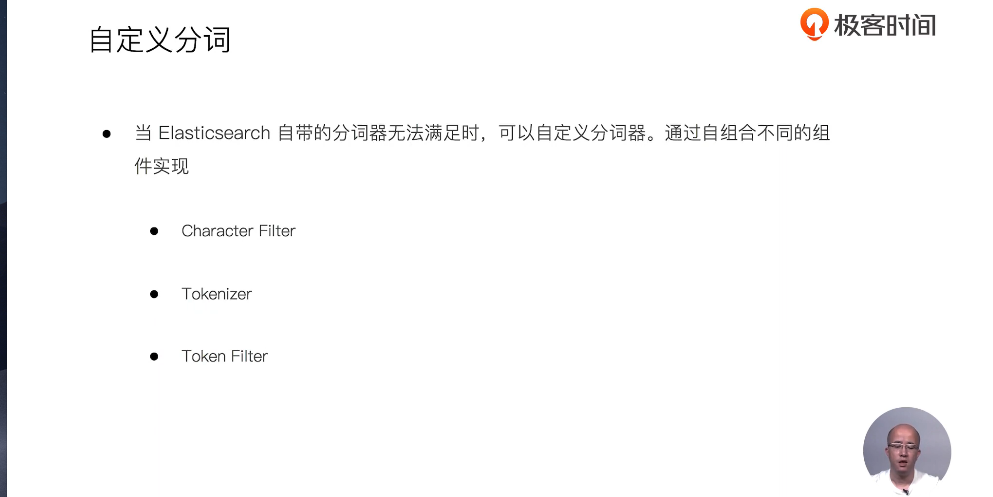 极客时间
自定义分词
当 Elasticsearch 自带的分词器无法满足时，可以自定义分词器。通过自组合不同的组
件实现
Character Filter
Tokenizer
Token Filter